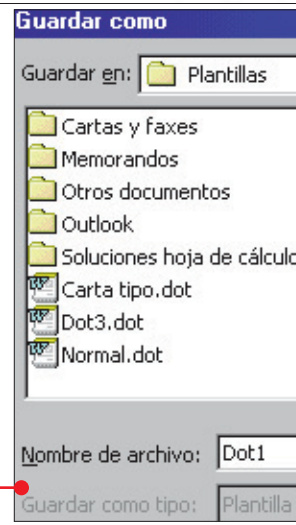 Guardar como
Guardar en: Plantillas
Cartas y faxes
Memorandos
Otros documentos
Outlook
Soluciones hoja de cálculo
Carta tipo.dot
Dot3.dot
Normal.dot
Nombre de archivo: Dot1
Guardar como tipo: Plantilla